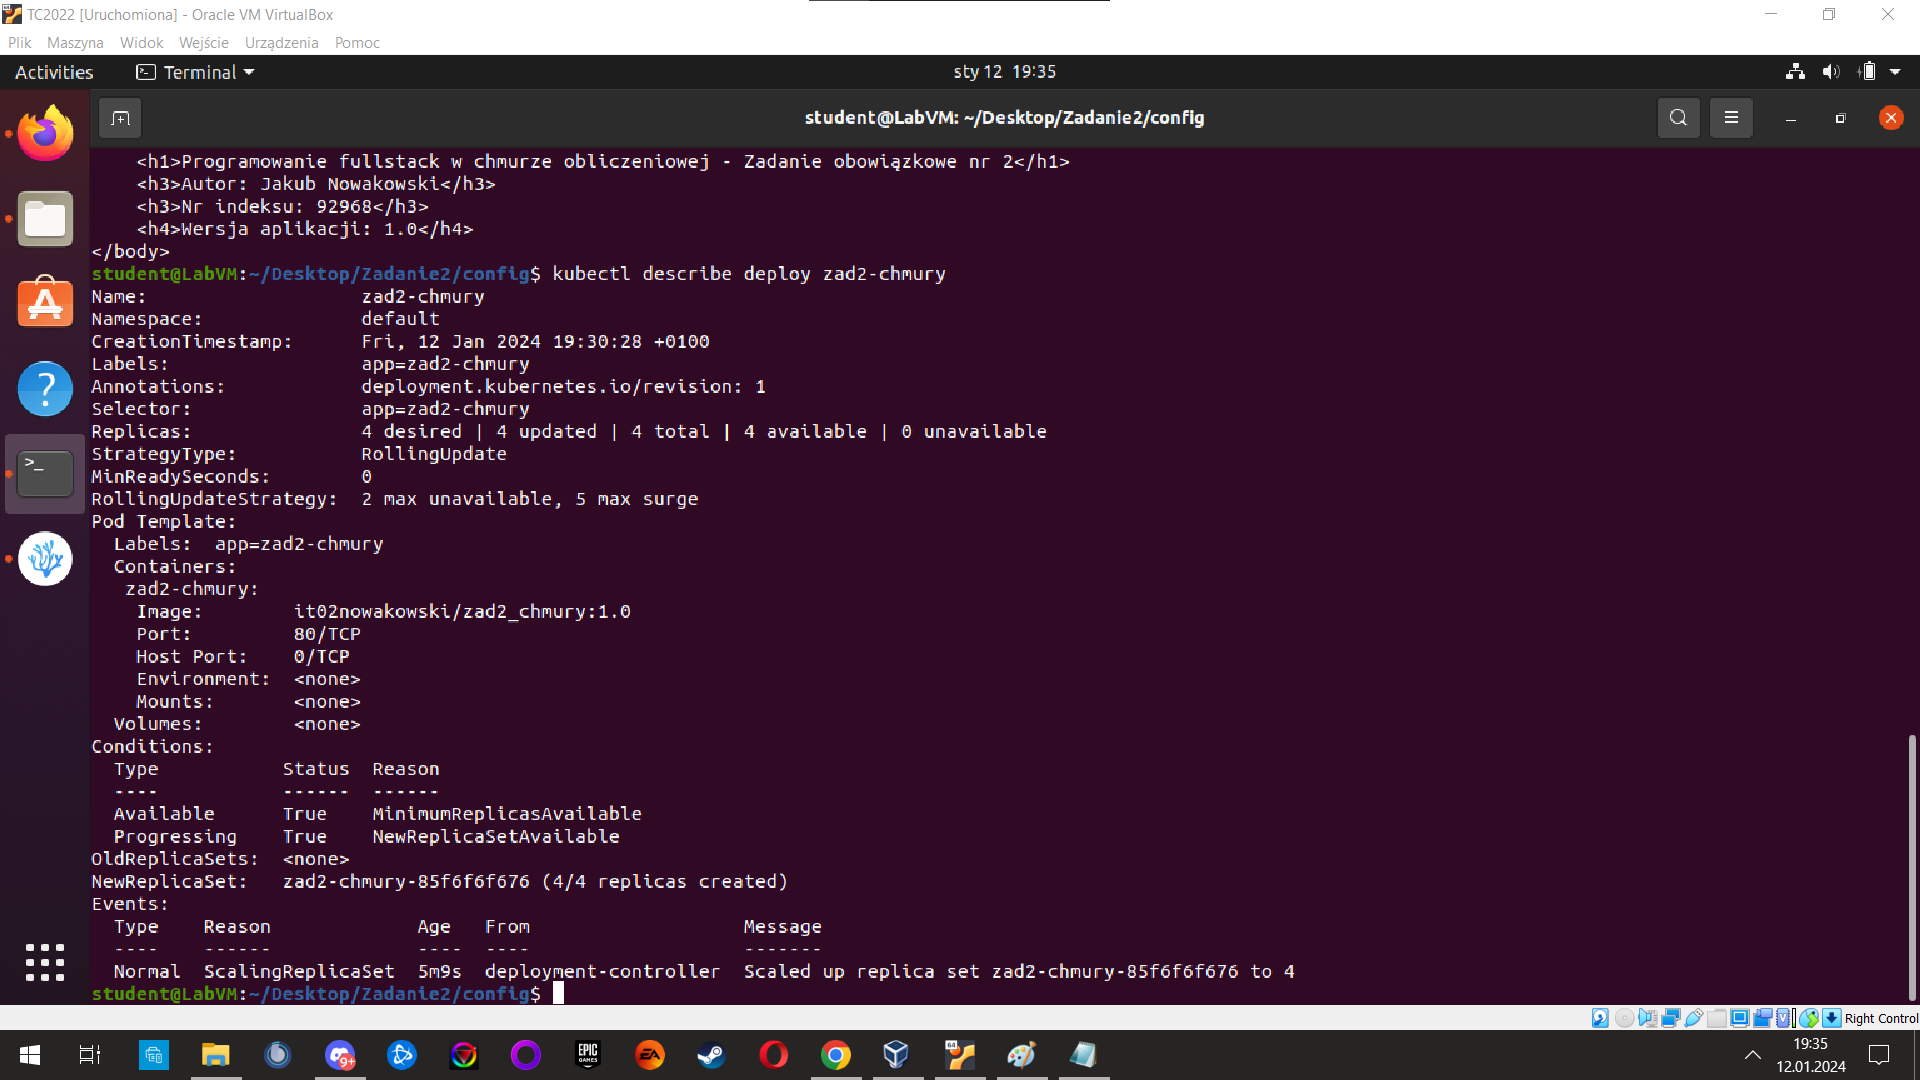 TC2022 [Uruchomiona] - Oracle VM VirtualBox
Plik Maszyna Widok Wejście Urządzenia Pomoc
Activities Terminal sty 12 19:35
student@LabVM: ~/Desktop/Zadanie2/config
<h1>Programowanie fullstack w chmurze obliczeniowej - Zadanie obowiązkowe nr 2</h1>
<h3>Autor: Jakub Nowakowski</h3>
<h3>Nr indeksu: 92968</h3>
<h4>Wersja aplikacji: 1.0</h4>
</body>
student@LabVM:~/Desktop/Zadanie2/config$ kubectl describe deploy zad2-chmury
Name: zad2-chmury
Namespace: default
CreationTimestamp: Fri, 12 Jan 2024 19:30:28 +0100
Labels: app=zad2-chmury
Annotations: deployment.kubernetes.io/revision: 1
Selector: app=zad2-chmury
Replicas: 4 desired | 4 updated | 4 total | 4 available | 0 unavailable
StrategyType: RollingUpdate
MinReadySeconds: 0
RollingUpdateStrategy: 2 max unavailable, 5 max surge
Pod Template:
Labels: app=zad2-chmury
Containers:
zad2-chmury:
Image: it02nowakowski/zad2_chmury:1.0
Port: 80/TCP
Host Port: 0/TCP
Environment: <none>
Mounts: <none>
Volumes: <none>
Conditions:
Type Status Reason
---- ------ ------
Available True MinimumReplicasAvailable
Progressing True NewReplicaSetAvailable
OldReplicaSets: <none>
NewReplicaSet: zad2-chmury-85f6f6f676 (4/4 replicas created)
Events:
Type Reason Age From Message
---- ------ ---- ---- -------
Normal ScalingReplicaSet 5m9s deployment-controller Scaled up replica set zad2-chmury-85f6f6f676 to 4
student@LabVM:~/Desktop/Zadanie2/config$
Right Control
9+
EPIC GAMES
EA
64
19:35
12.01.2024